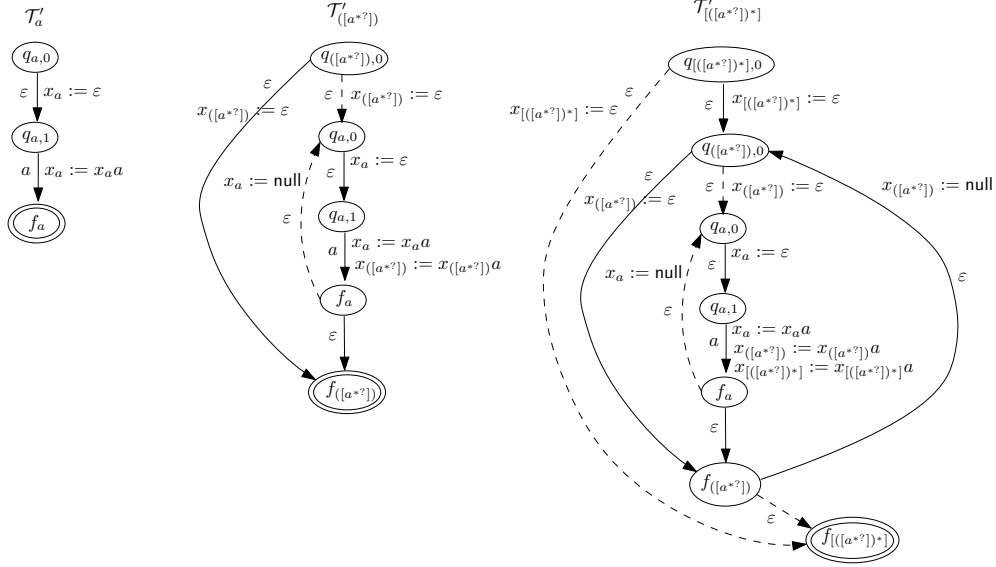 𝒯′_a
q_{a,0}
ε x_a := ε
q_{a,1}
a x_a := x_a a
f_a
𝒯′_{([a^{*?}])}
q_{([a^{*?}]),0}
ε
x_{([a^{*?}])} := ε
ε x_{([a^{*?}])} := ε
q_{a,0}
x_a := ε
ε
x_a := null
q_{a,1}
ε
a x_a := x_a a
x_{([a^{*?}])} := x_{([a^{*?}])} a
f_a
ε
f_{([a^{*?}])}
𝒯′_{[([a^{*?}])^*]}
q_{[([a^{*?}])^*],0}
ε
x_{[([a^{*?}])^*]} := ε
ε x_{[([a^{*?}])^*]} := ε
q_{([a^{*?}]),0}
ε
x_{([a^{*?}])} := ε
ε x_{([a^{*?}])} := ε
x_{([a^{*?}])} := null
q_{a,0}
x_a := ε
ε
x_a := null
ε
q_{a,1}
ε
a x_a := x_a a
x_{([a^{*?}])} := x_{([a^{*?}])} a
x_{[([a^{*?}])^*]} := x_{[([a^{*?}])^*]} a
f_a
ε
f_{([a^{*?}])}
ε
f_{[([a^{*?}])^*]}